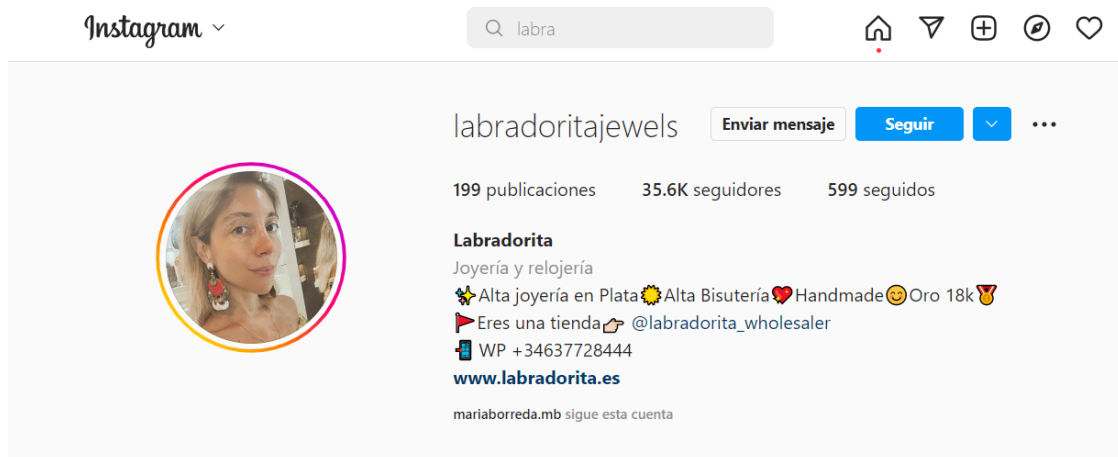 Instagram
labra
labradoritajewels Enviar mensaje Seguir
199 publicaciones 35.6K seguidores 599 seguidos
Labradorita
Joyería y relojería
✨Alta joyería en Plata🌟Alta Bisutería💖Handmade😊Oro 18k🏅
🚩Eres una tienda👉🏻 @labradorita_wholesaler
📲 WP +34637728444
www.labradorita.es
mariaborreda.mb sigue esta cuenta